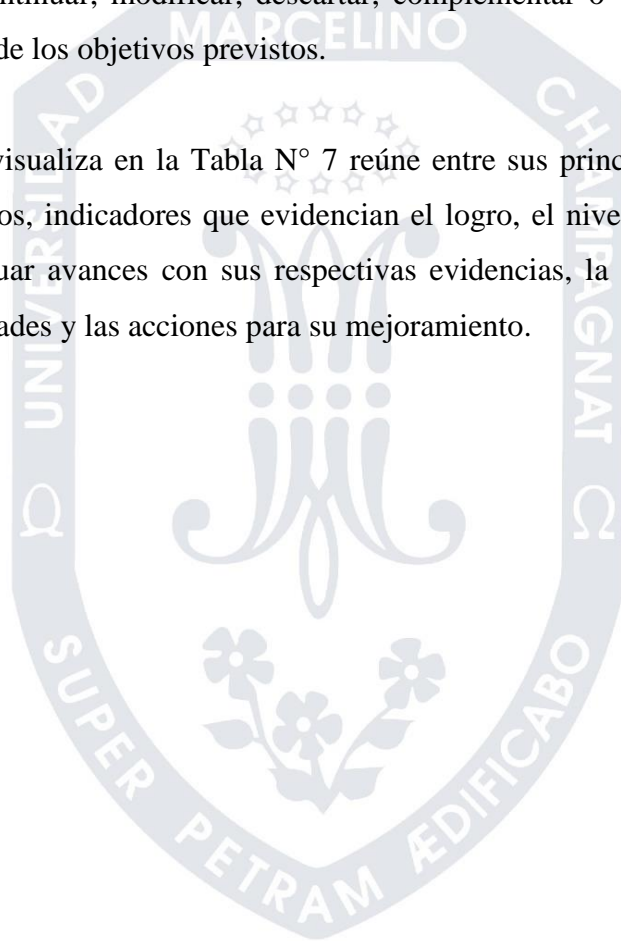 ntinuar, modificar, descartar, complementar o
de los objetivos previstos.
visualiza en la Tabla N° 7 reúne entre sus princ
os, indicadores que evidencian el logro, el nive
uar avances con sus respectivas evidencias, la
ades y las acciones para su mejoramiento.
UNIVERSIDAD MARCELINO CHAMPAGNAT
SUPER PETRAM ÆDIFICABO